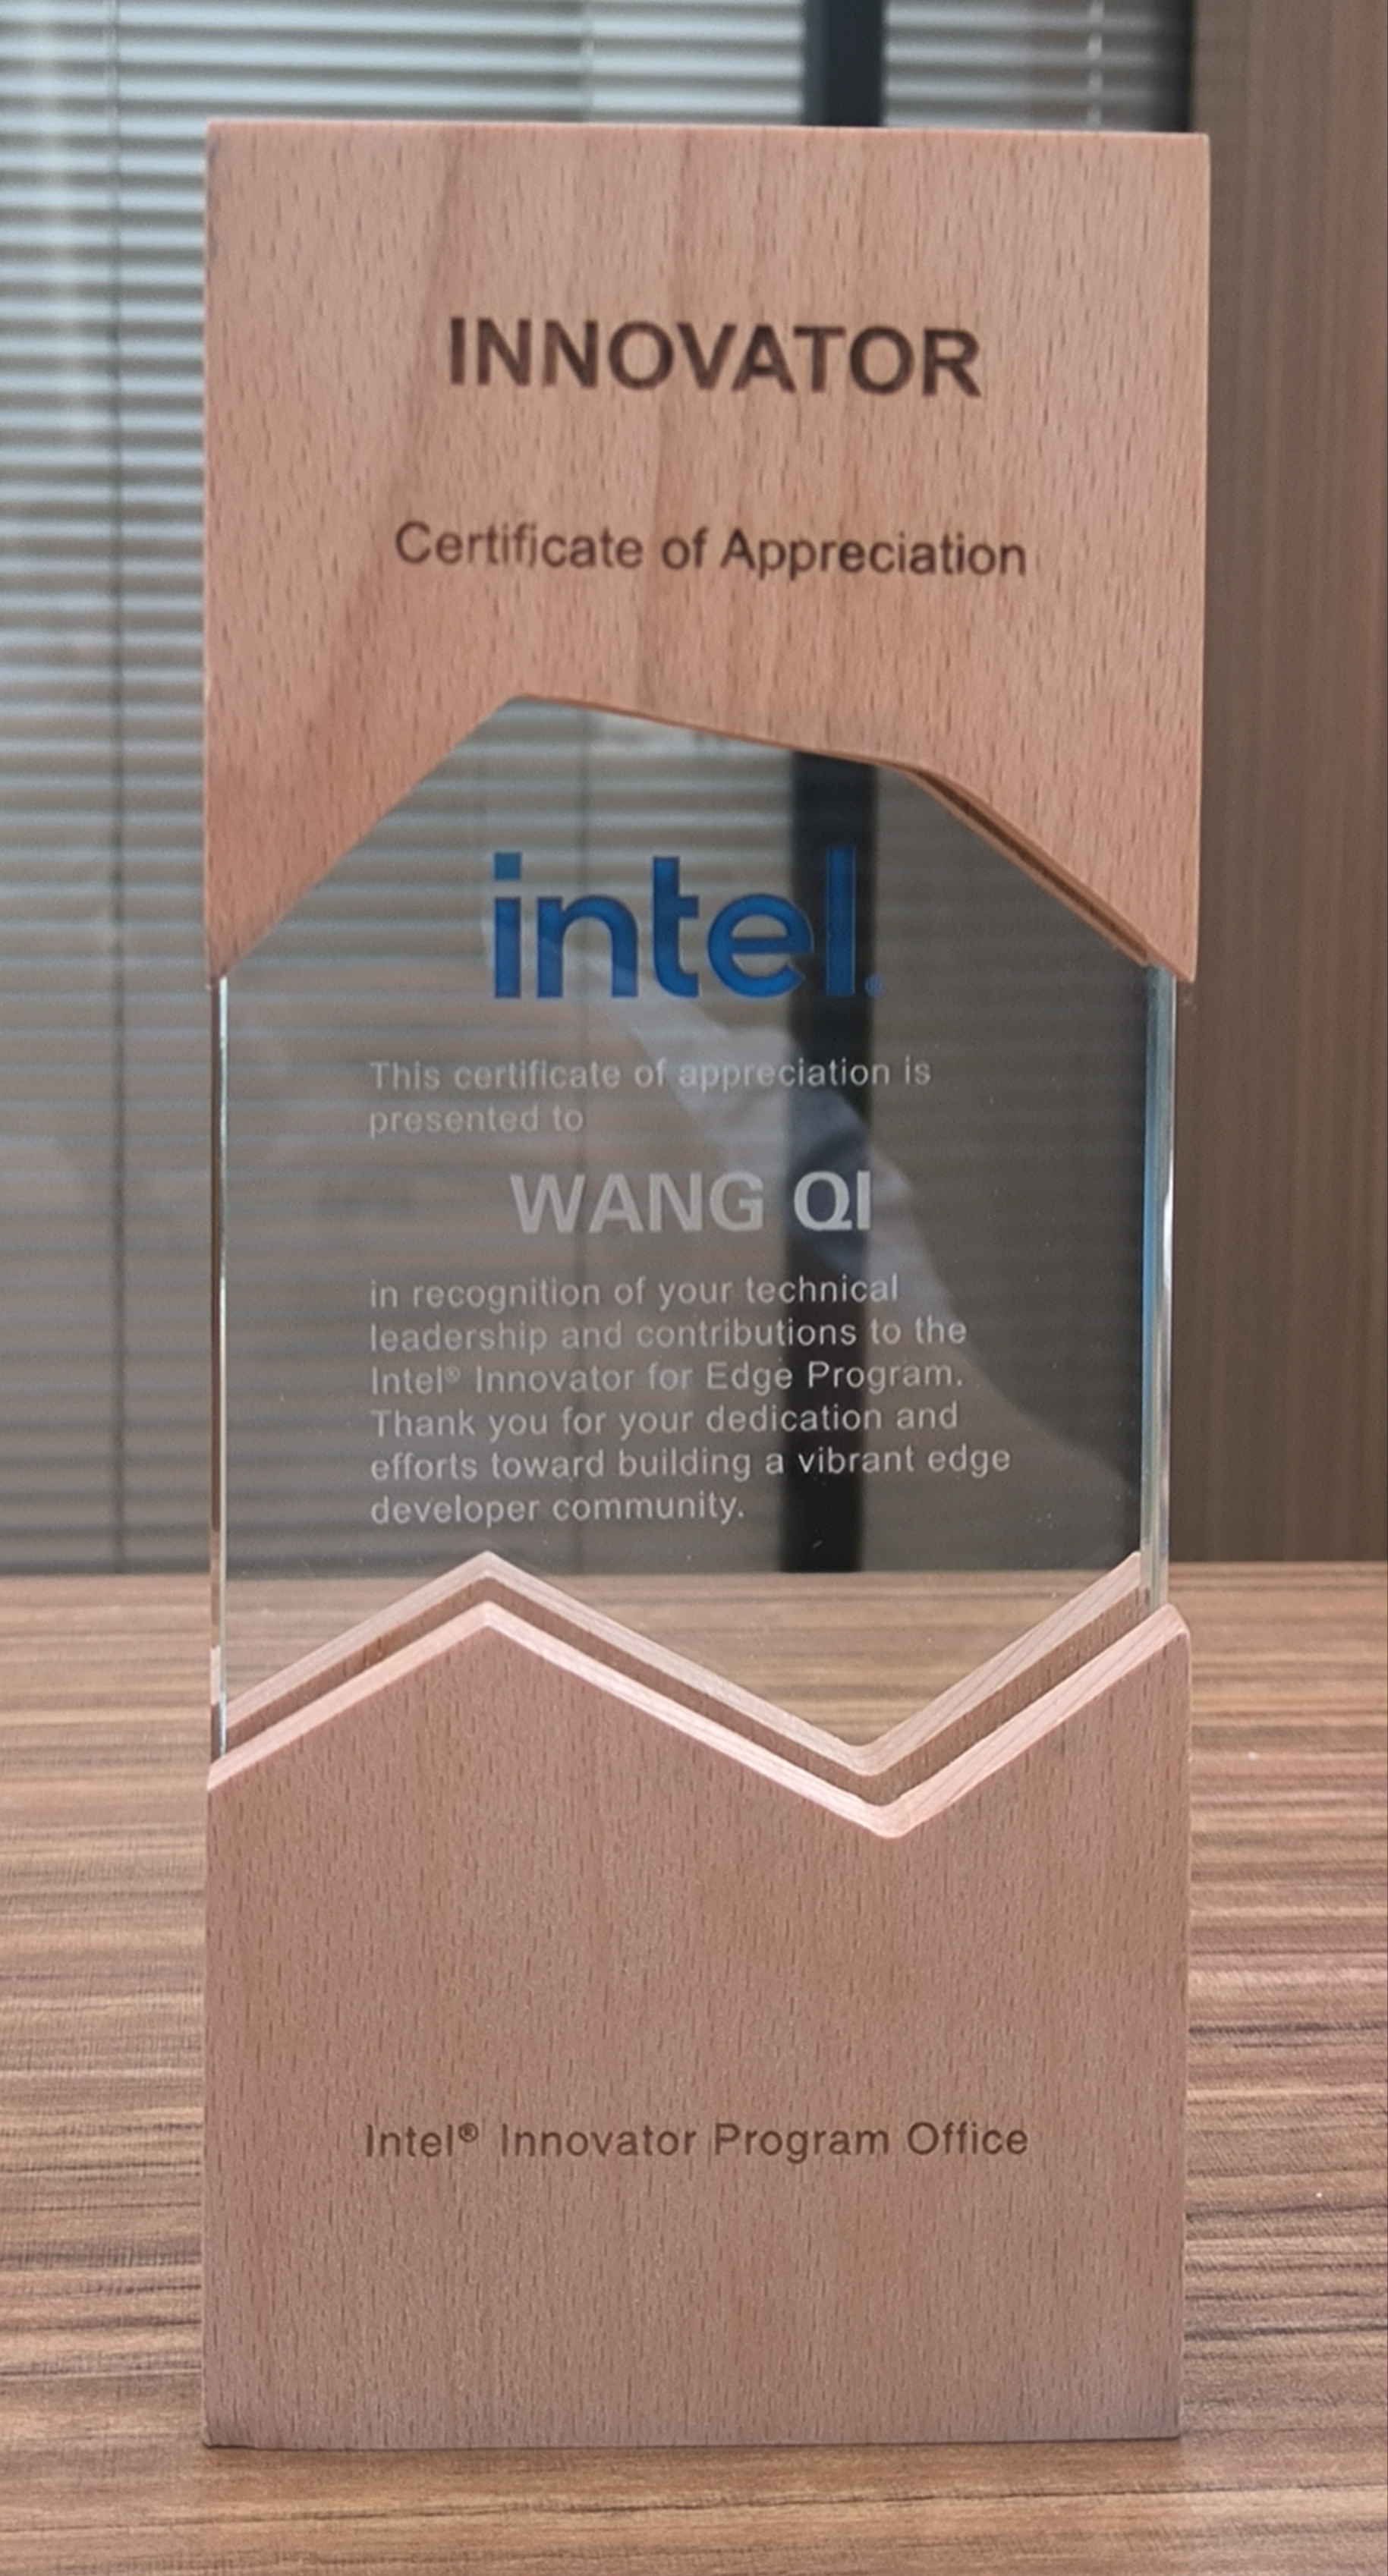 INNOVATOR
Certificate of Appreciation
intel®
This certificate of appreciation is
presented to
WANG QI
in recognition of your technical
leadership and contributions to the
Intel® Innovator for Edge Program.
Thank you for your dedication and
efforts toward building a vibrant edge
developer community.
Intel® Innovator Program Office